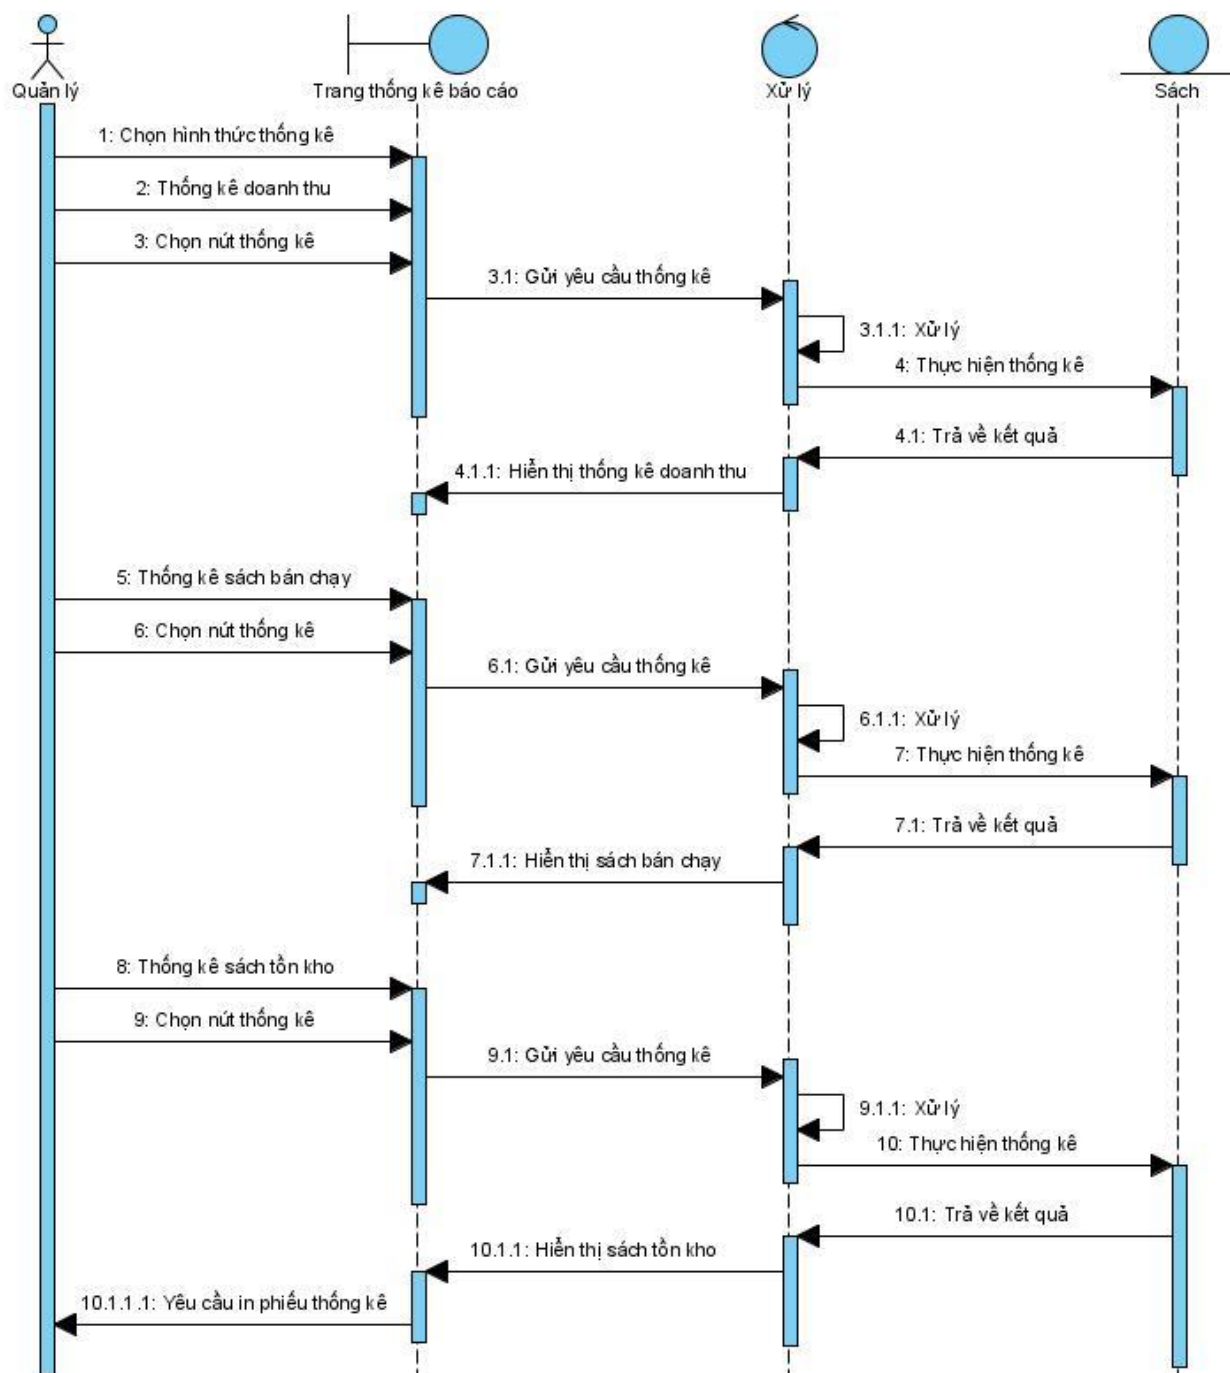 Quản lý
Trang thống kê báo cáo
Xử lý
Sách
1: Chọn hình thức thống kê
2: Thống kê doanh thu
3: Chọn nút thống kê
3.1: Gửi yêu cầu thống kê
3.1.1: Xử lý
4: Thực hiện thống kê
4.1: Trả về kết quả
4.1.1: Hiển thị thống kê doanh thu
5: Thống kê sách bán chạy
6: Chọn nút thống kê
6.1: Gửi yêu cầu thống kê
6.1.1: Xử lý
7: Thực hiện thống kê
7.1: Trả về kết quả
7.1.1: Hiển thị sách bán chạy
8: Thống kê sách tồn kho
9: Chọn nút thống kê
9.1: Gửi yêu cầu thống kê
9.1.1: Xử lý
10: Thực hiện thống kê
10.1: Trả về kết quả
10.1.1: Hiển thị sách tồn kho
10.1.1.1: Yêu cầu in phiếu thống kê